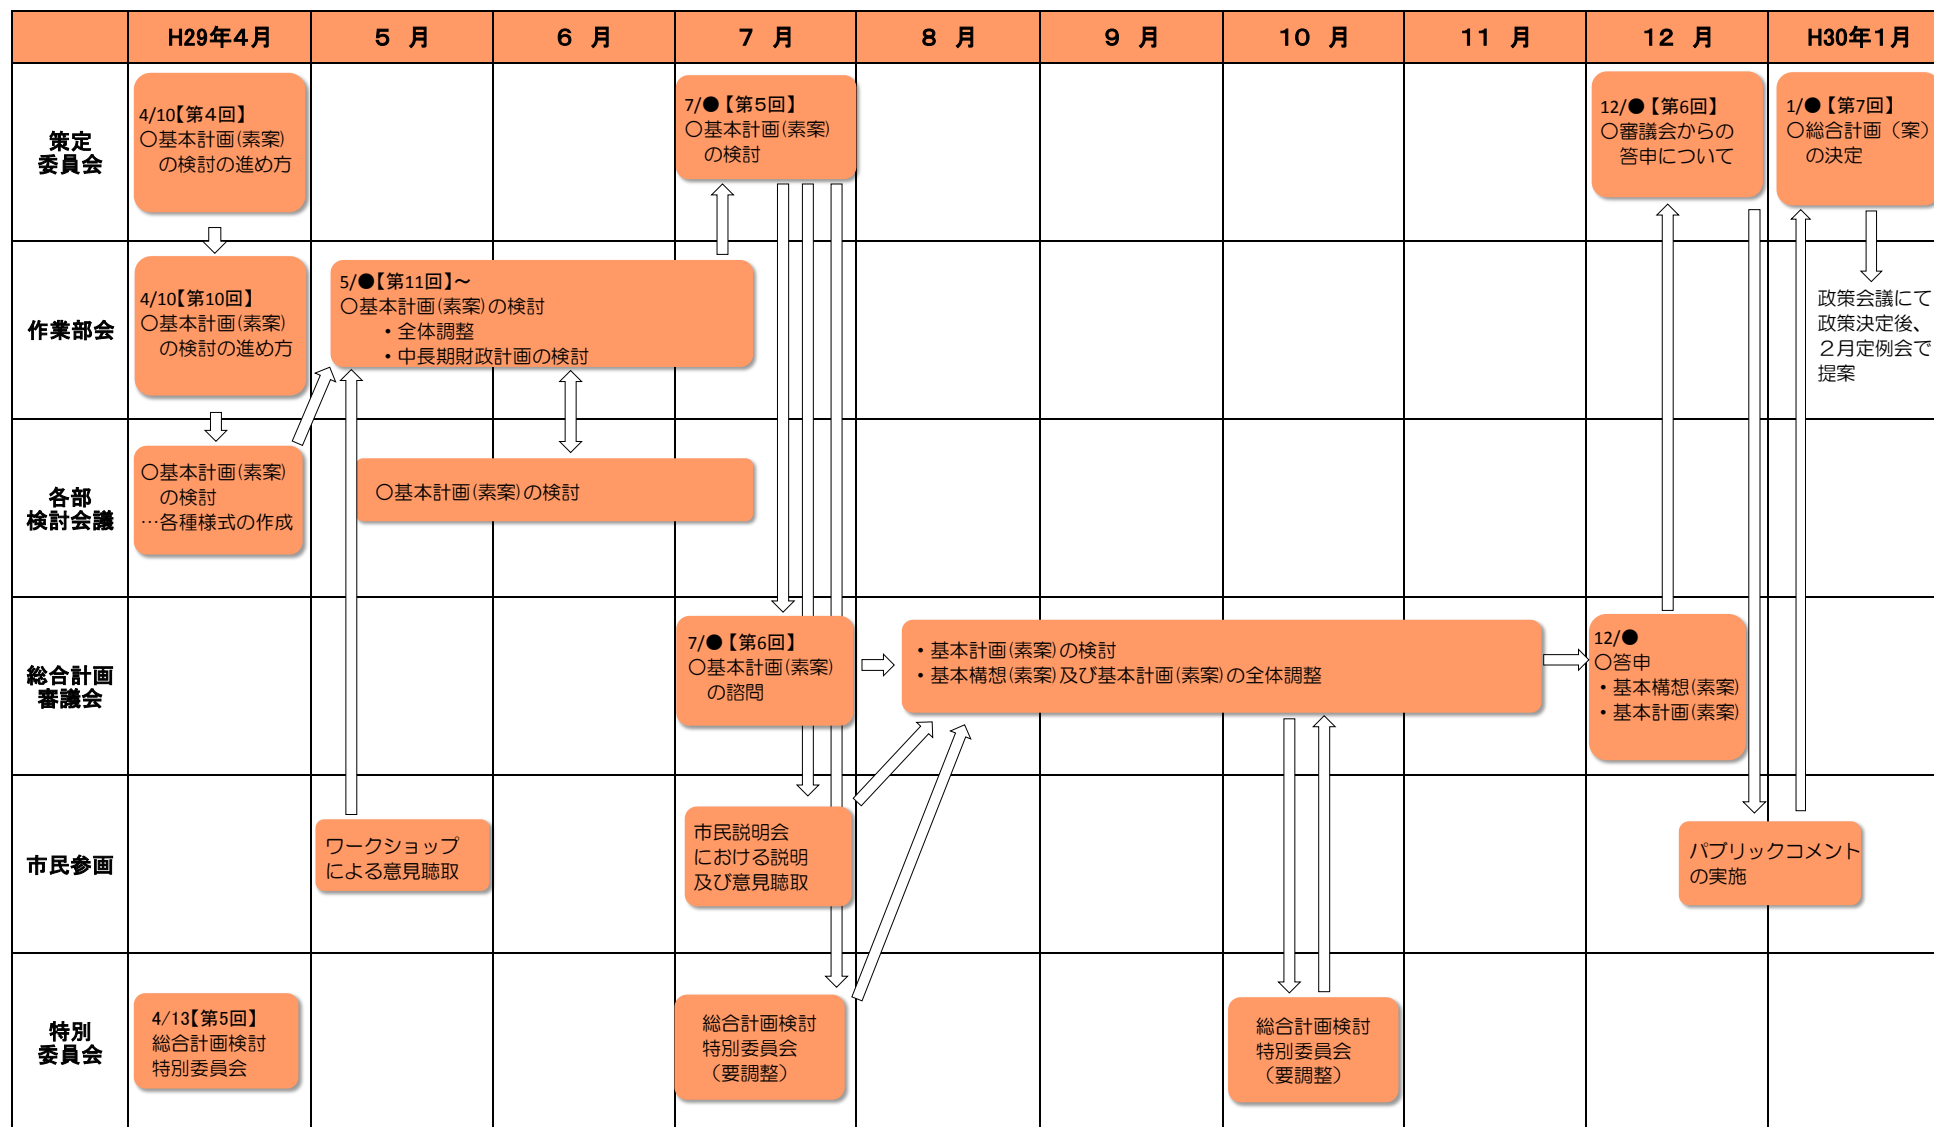 H29年4月
5 月
6 月
7 月
8 月
9 月
10 月
11 月
12 月
H30年1月
策定
委員会
4/10【第4回】
○基本計画(素案)
の検討の進め方
7/●【第5回】
○基本計画(素案)
の検討
12/●【第6回】
○審議会からの
答申について
1/●【第7回】
○総合計画（案）
の決定
作業部会
4/10【第10回】
○基本計画(素案)
の検討の進め方
5/●【第11回】～
○基本計画(素案)の検討
・全体調整
・中長期財政計画の検討
政策会議にて
政策決定後、
２月定例会で
提案
各部
検討会議
○基本計画(素案)
の検討
…各種様式の作成
○基本計画(素案)の検討
総合計画
審議会
7/●【第6回】
○基本計画(素案)
の諮問
・基本計画(素案)の検討
・基本構想(素案)及び基本計画(素案)の全体調整
12/●
○答申
・基本構想(素案)
・基本計画(素案)
市民参画
ワークショップ
による意見聴取
市民説明会
における説明
及び意見聴取
パブリックコメント
の実施
特別
委員会
4/13【第5回】
総合計画検討
特別委員会
総合計画検討
特別委員会
（要調整）
総合計画検討
特別委員会
（要調整）